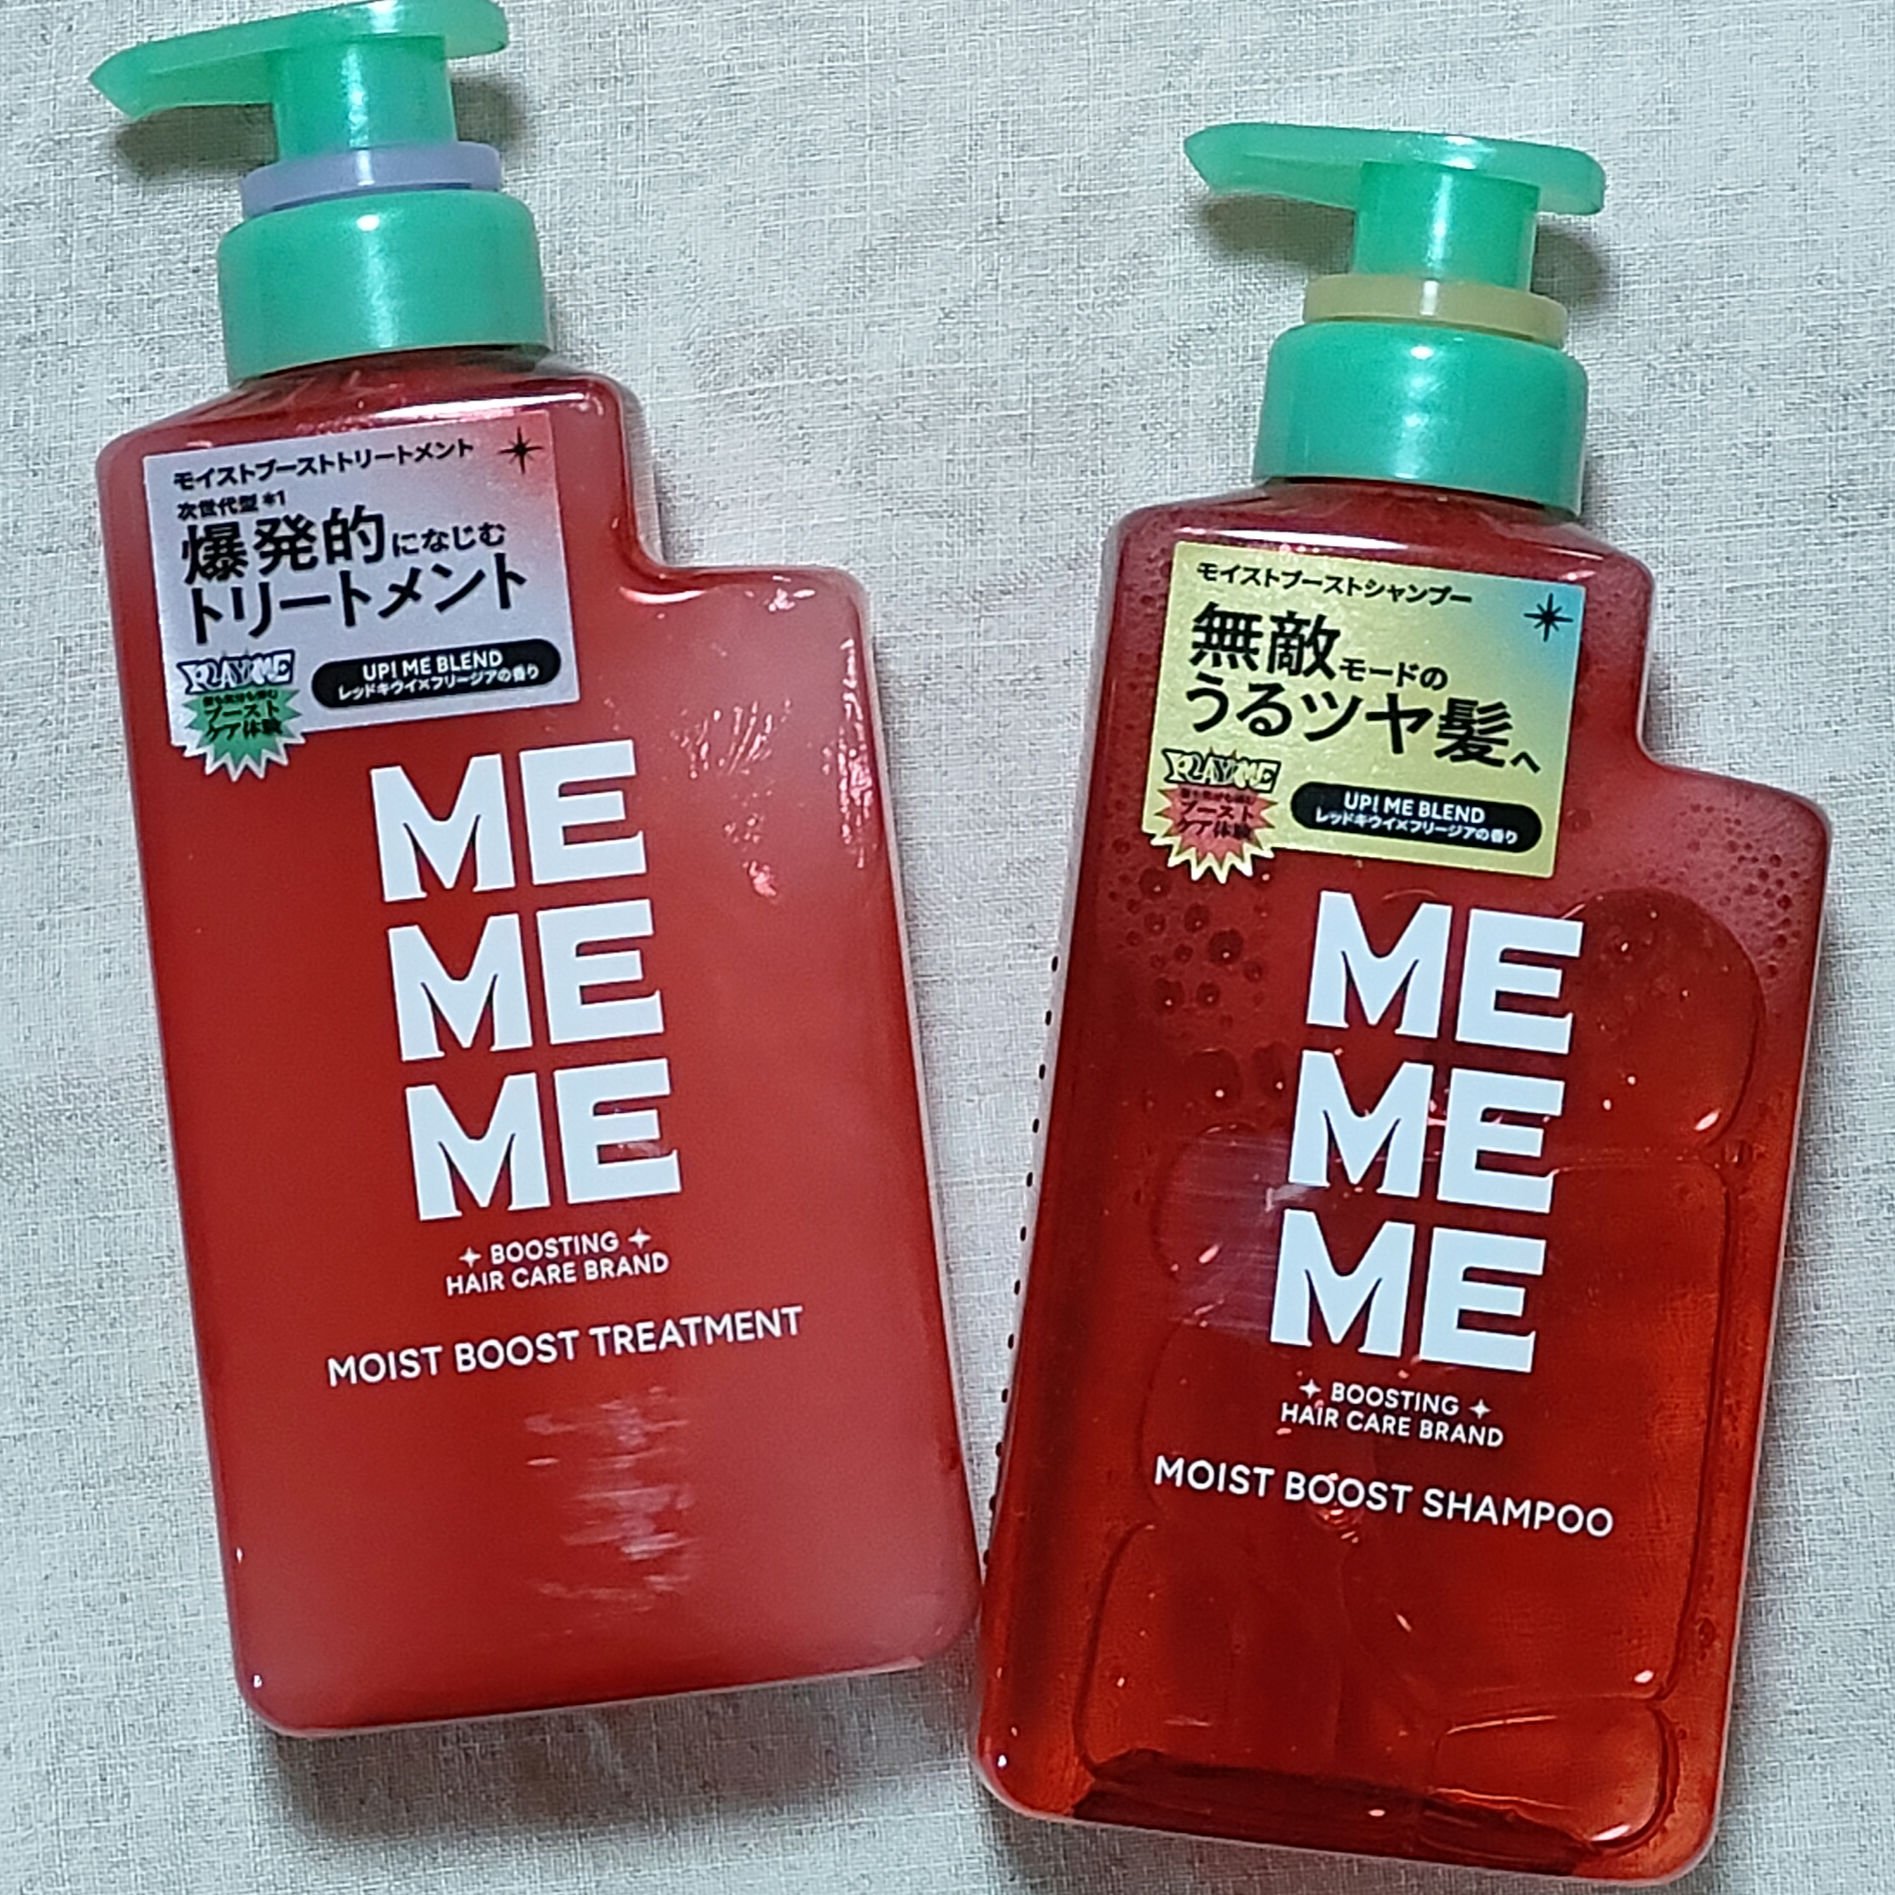 モイストブーストトリートメント
次世代型*1
爆発的になじむ
トリートメント
PLAY ME
ブースト
ケア体験
UP! ME BLEND
レッドキウイ×フリージアの香り
ME
ME
ME
BOOSTING
HAIR CARE BRAND
MOIST BOOST TREATMENT
モイストブーストシャンプー
無敵モードの
うるツヤ髪へ
PLAY ME
ブースト
ケア体験
UP! ME BLEND
レッドキウイ×フリージアの香り
ME
ME
ME
BOOSTING
HAIR CARE BRAND
MOIST BOOST SHAMPOO